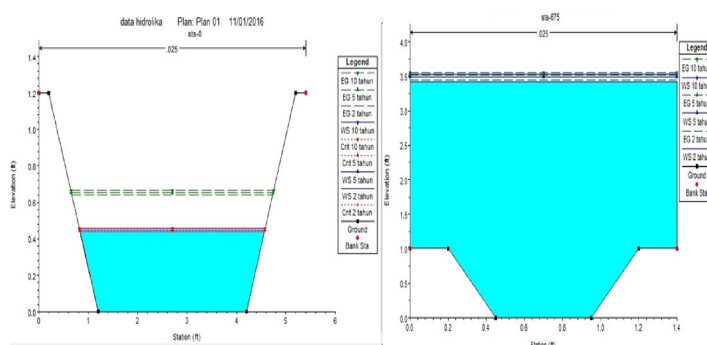 data hidrolika Plan: Plan 01 11/01/2016
sta-0
.025
Elevation (ft)
1.4
1.2
1.0
0.8
0.6
0.4
0.2
0.0
0 1 2 3 4 5 6
Station (ft)
Legend
EG 10 tahun
EG 5 tahun
EG 2 tahun
WS 10 tahun
Crit 10 tahun
Crit 5 tahun
WS 5 tahun
WS 2 tahun
Crit 2 tahun
Ground
Bank Sta
sta-675
.025
Elevation (ft)
4.0
3.5
3.0
2.5
2.0
1.5
1.0
0.5
0.0
0.0 0.2 0.4 0.6 0.8 1.0 1.2 1.4
Station (ft)
Legend
EG 10 tahun
WS 10 tahun
EG 5 tahun
WS 5 tahun
EG 2 tahun
WS 2 tahun
Ground
Bank Sta